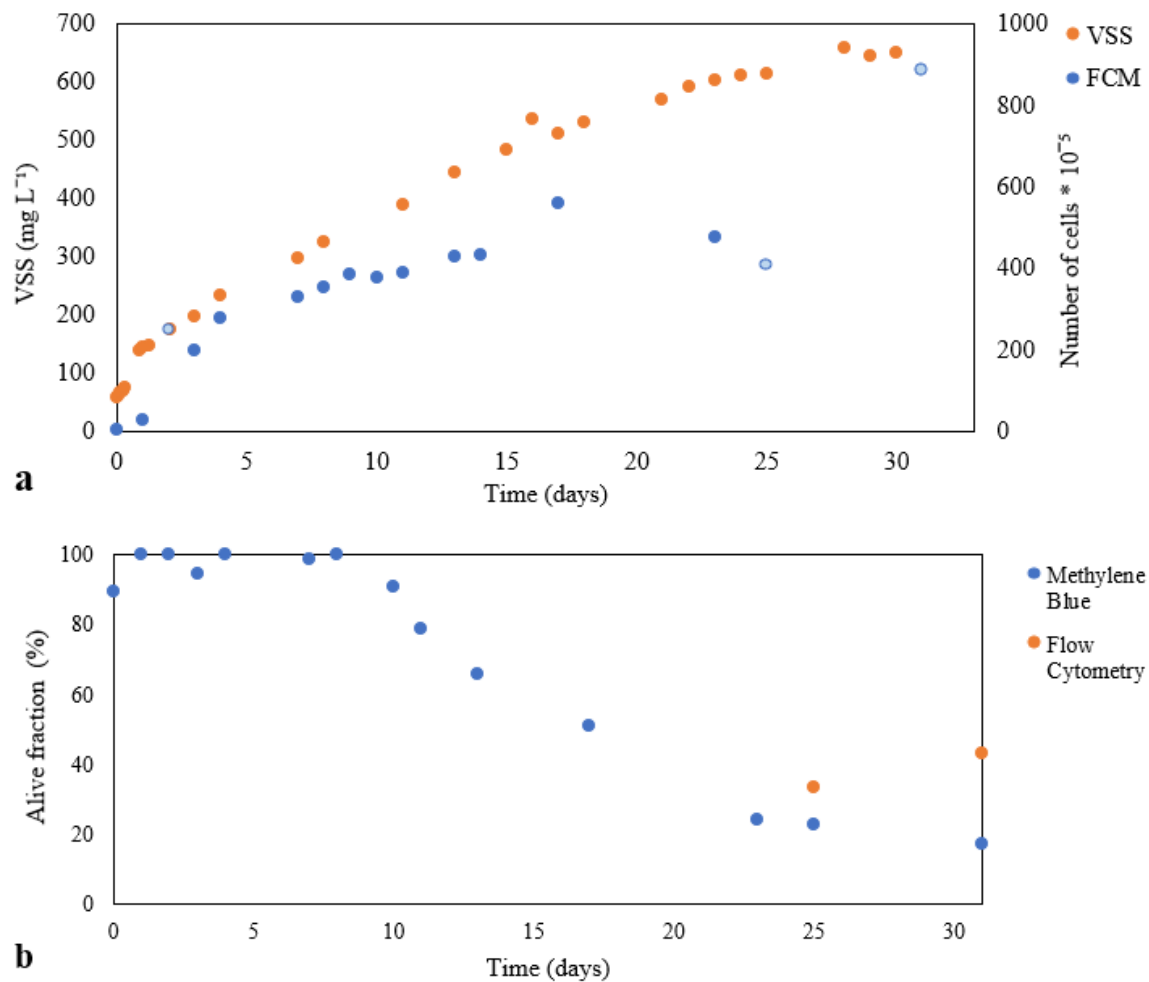 700
600
500
400
300
200
100
0
VSS (mg L⁻¹)
1000
800
600
400
200
0
Number of cells * 10⁻⁵
VSS
FCM
0 5 10 15 20 25 30
Time (days)
a
100
80
60
40
20
0
Alive fraction (%)
Methylene
Blue
Flow
Cytometry
0 5 10 15 20 25 30
Time (days)
b